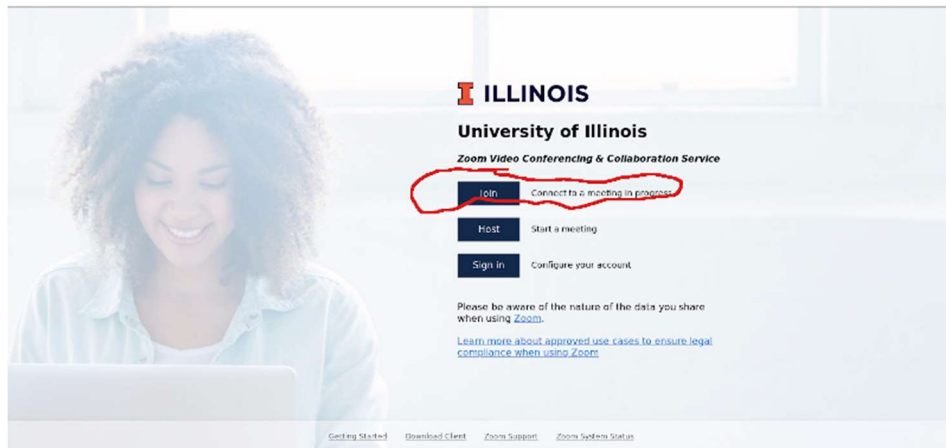 I ILLINOIS
University of Illinois
Zoom Video Conferencing & Collaboration Service
Join Connect to a meeting in progress
Host Start a meeting
Sign in Configure your account
Please be aware of the nature of the data you share
when using Zoom.
Learn more about approved use cases to ensure legal
compliance when using Zoom
Getting Started Download Client Zoom Support Zoom System Status